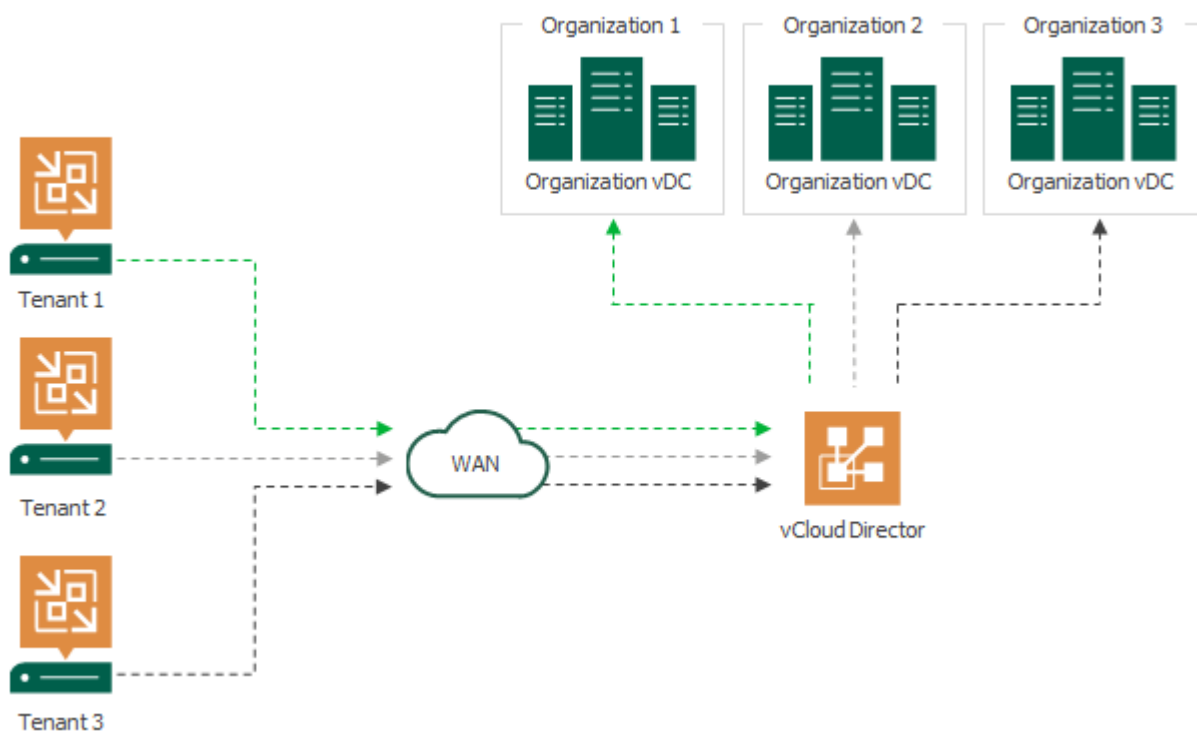 Organization 1
Organization 2
Organization 3
Organization vDC
Organization vDC
Organization vDC
Tenant 1
Tenant 2
WAN
vCloud Director
Tenant 3